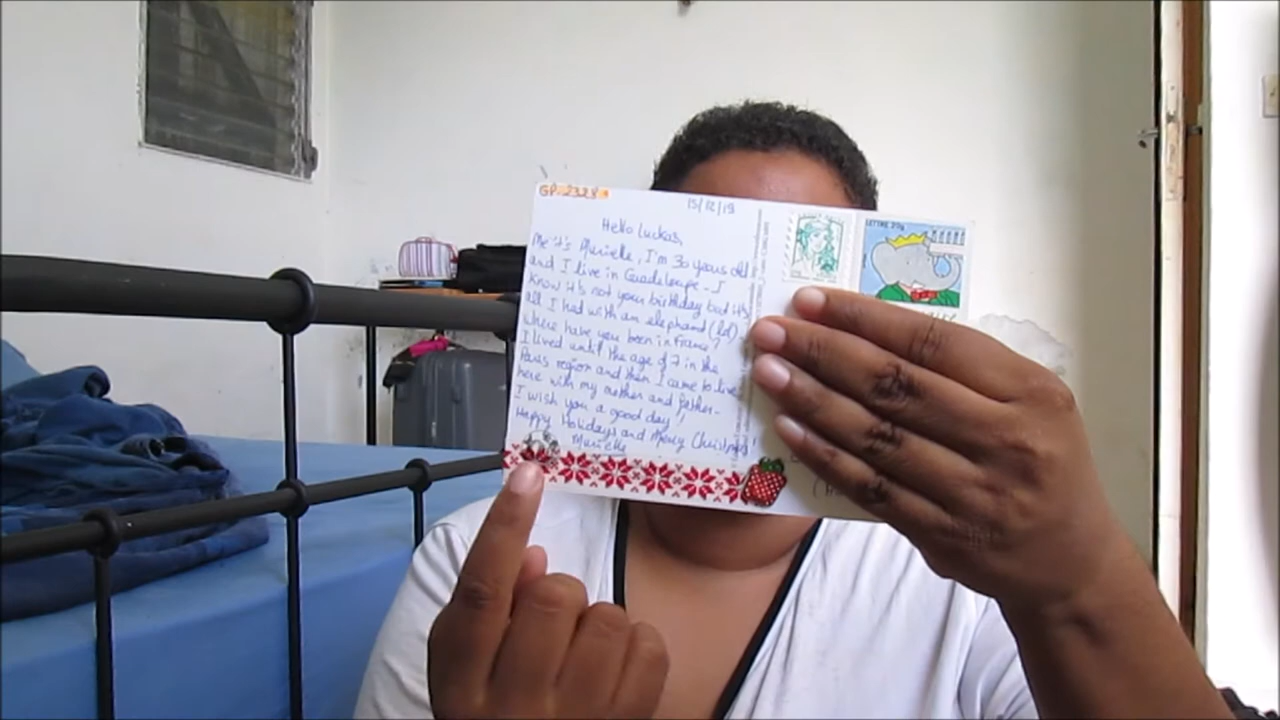 GP-2328
15/12/19
Hello Luckas,
Me it's Murielle, I'm 30 years old
and I live in Guadeloupe - I
know it's not your birthday but it's
all I had with an elephant (lol).
where have you been in France?
I lived until the age of 7 in the
Paris region and then I came to live
here with my mother and father-
I wish you a good day!
Happy Holidays and Merry Christmas!
Murielle
LETTRE 20g